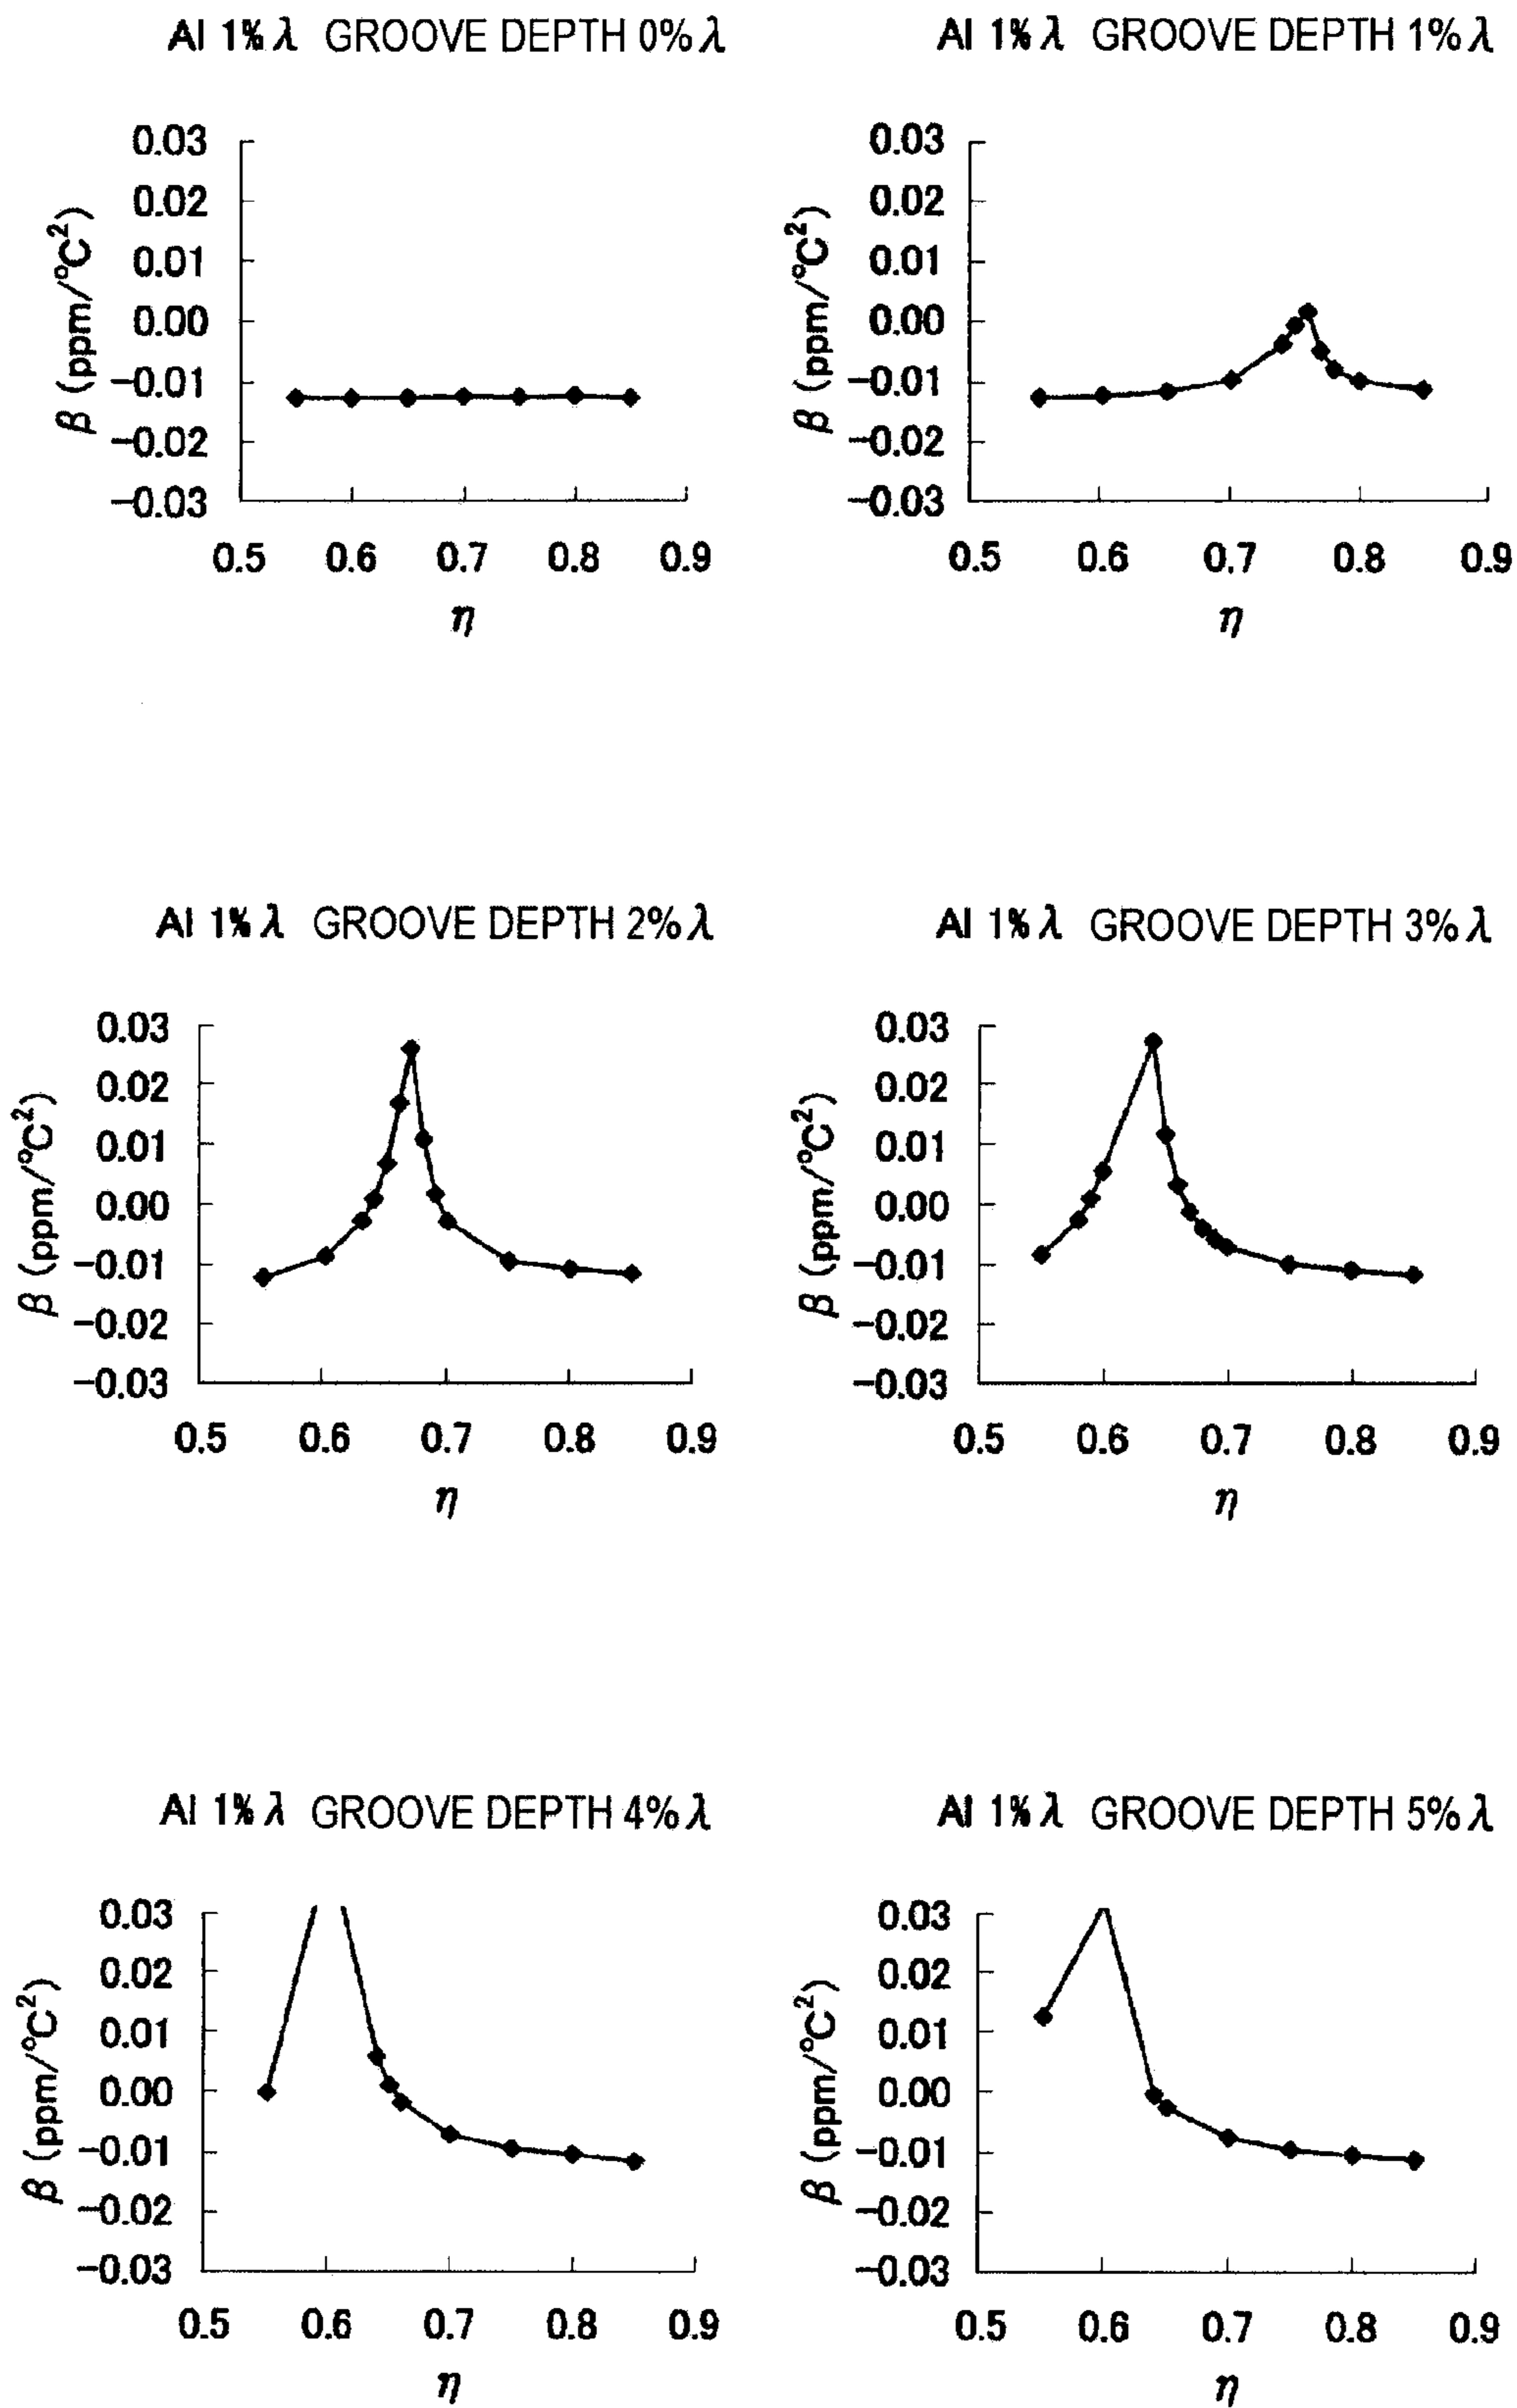 Al 1%λ GROOVE DEPTH 0%λ
0.03
0.02
0.01
0.00
−0.01
−0.02
−0.03
β (ppm/°C²)
0.5 0.6 0.7 0.8 0.9
η
Al 1%λ GROOVE DEPTH 1%λ
0.03
0.02
0.01
0.00
−0.01
−0.02
−0.03
β (ppm/°C²)
0.5 0.6 0.7 0.8 0.9
η
Al 1%λ GROOVE DEPTH 2%λ
0.03
0.02
0.01
0.00
−0.01
−0.02
−0.03
β (ppm/°C²)
0.5 0.6 0.7 0.8 0.9
η
Al 1%λ GROOVE DEPTH 3%λ
0.03
0.02
0.01
0.00
−0.01
−0.02
−0.03
β (ppm/°C²)
0.5 0.6 0.7 0.8 0.9
η
Al 1%λ GROOVE DEPTH 4%λ
0.03
0.02
0.01
0.00
−0.01
−0.02
−0.03
β (ppm/°C²)
0.5 0.6 0.7 0.8 0.9
η
Al 1%λ GROOVE DEPTH 5%λ
0.03
0.02
0.01
0.00
−0.01
−0.02
−0.03
β (ppm/°C²)
0.5 0.6 0.7 0.8 0.9
η